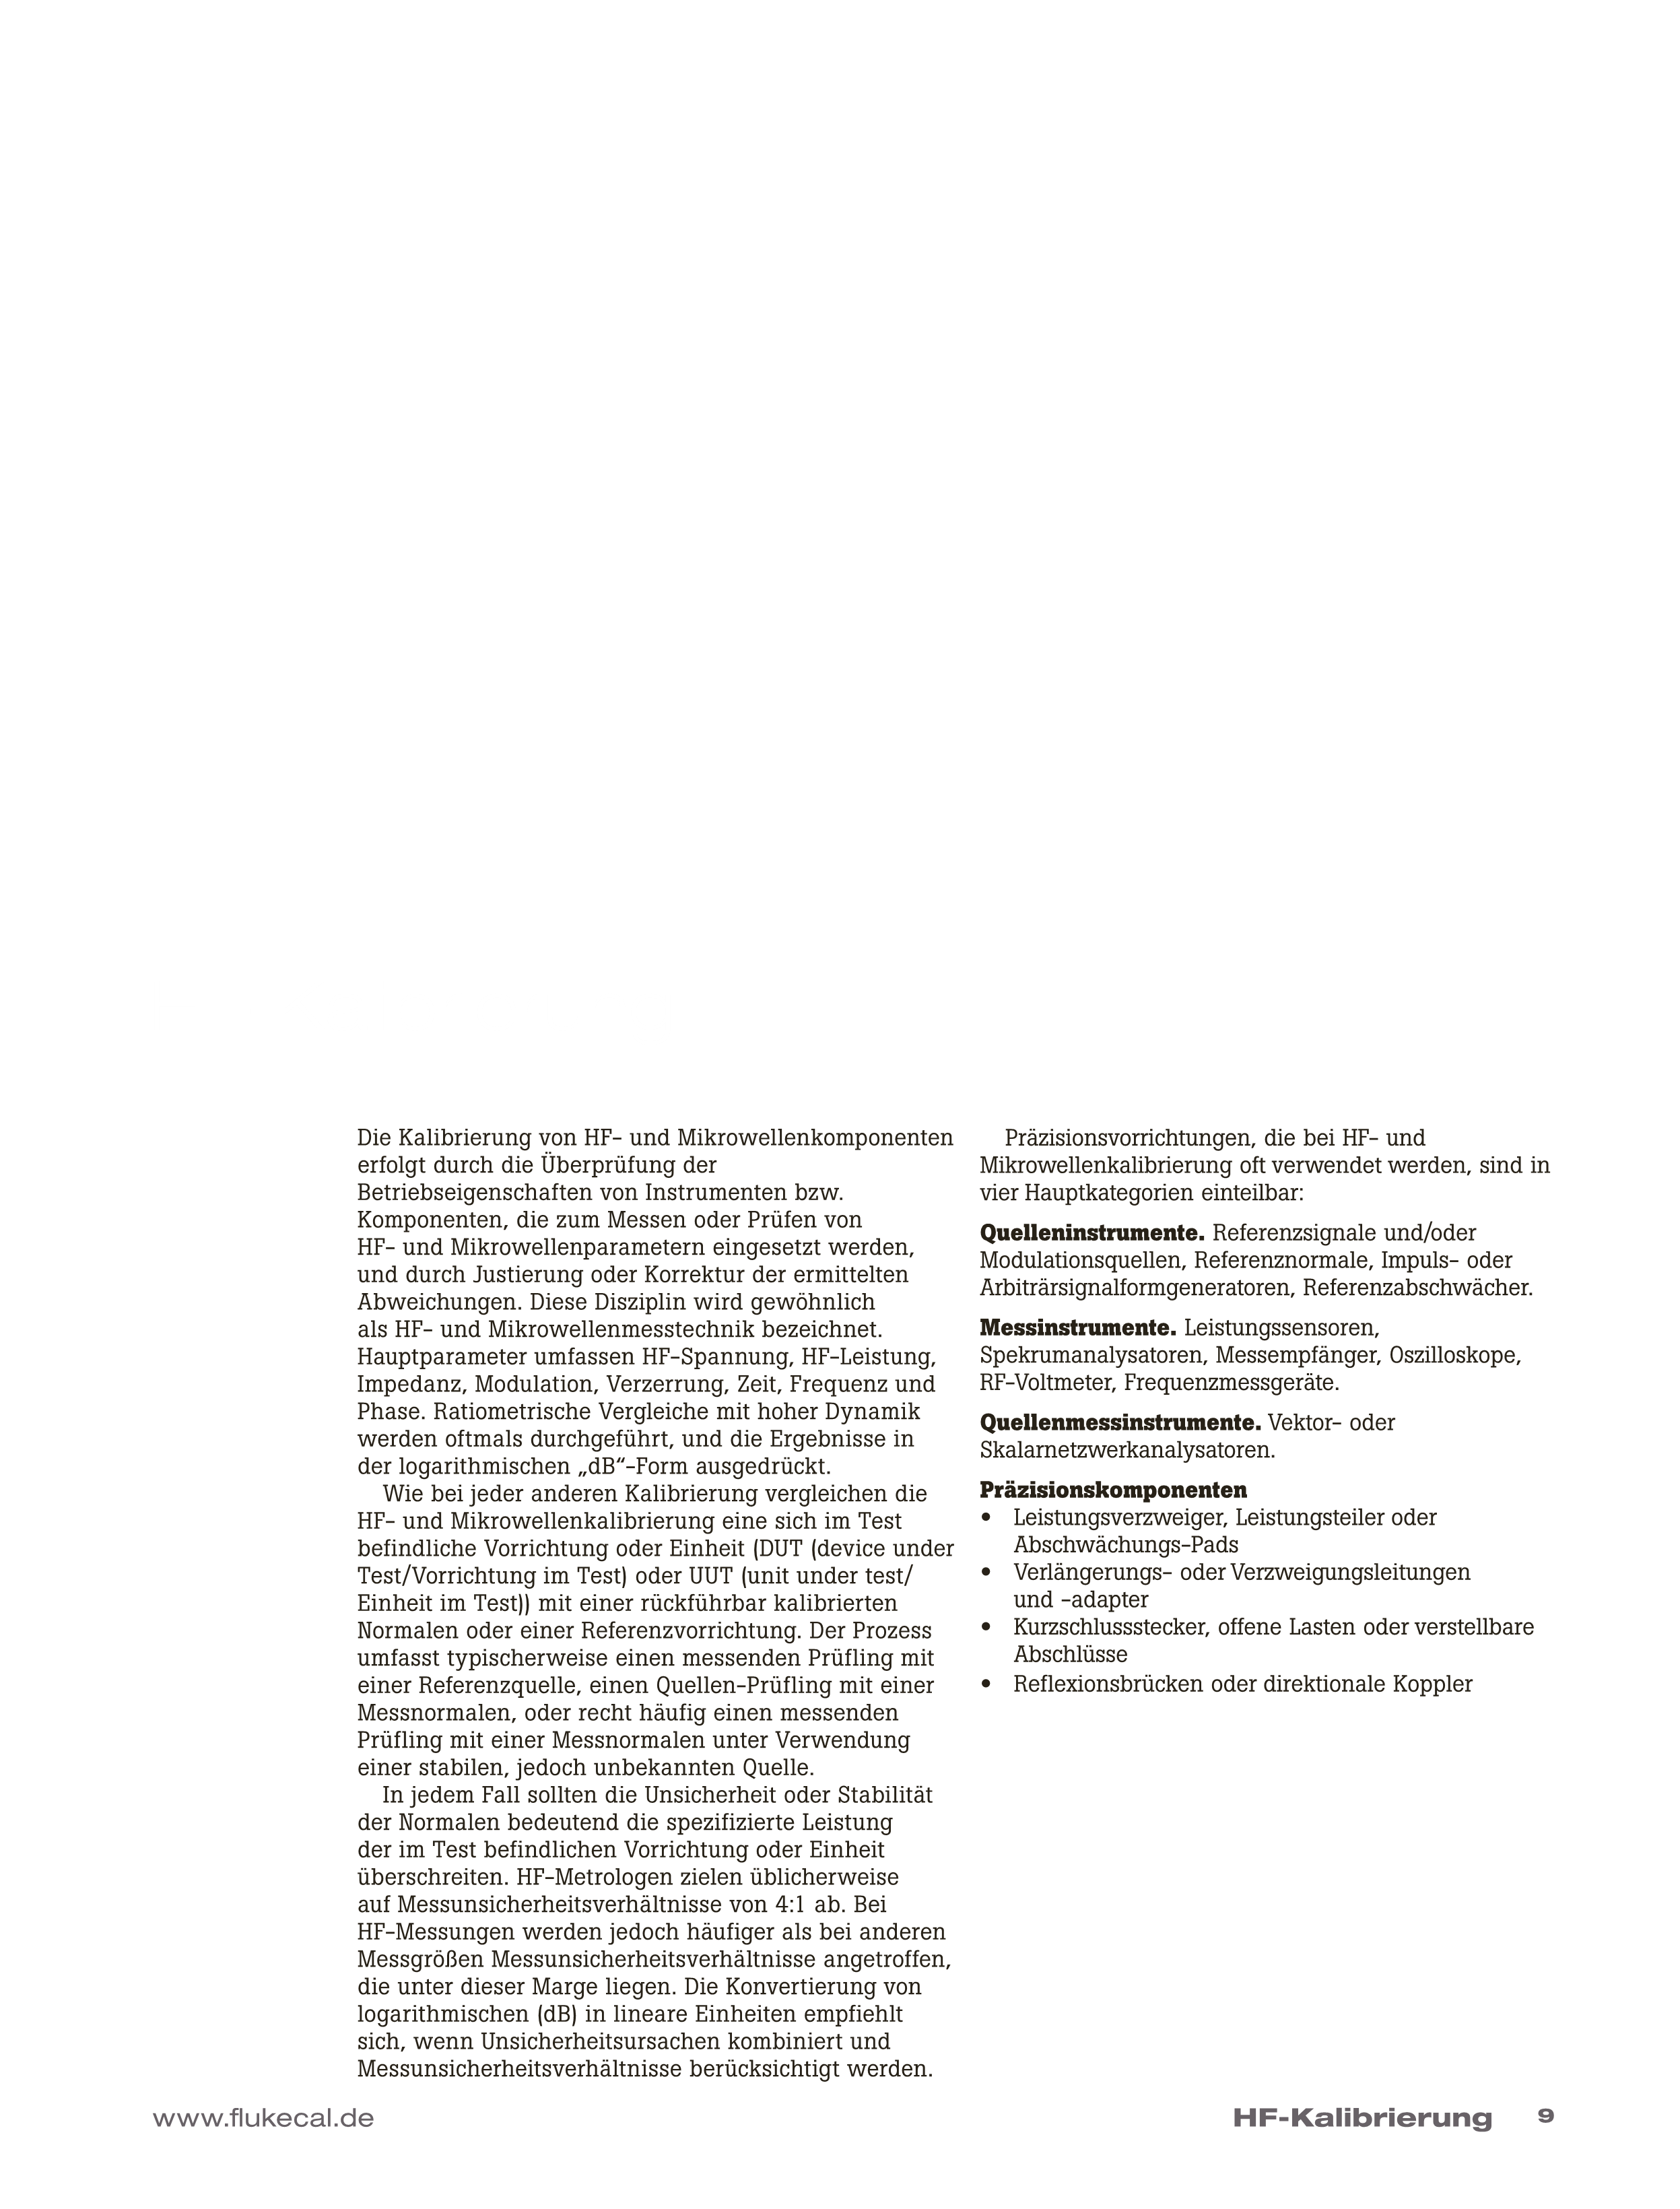 Die Kalibrierung von HF- und Mikrowellenkomponenten
erfolgt durch die Überprüfung der
Betriebseigenschaften von Instrumenten bzw.
Komponenten, die zum Messen oder Prüfen von
HF- und Mikrowellenparametern eingesetzt werden,
und durch Justierung oder Korrektur der ermittelten
Abweichungen. Diese Disziplin wird gewöhnlich
als HF- und Mikrowellenmesstechnik bezeichnet.
Hauptparameter umfassen HF-Spannung, HF-Leistung,
Impedanz, Modulation, Verzerrung, Zeit, Frequenz und
Phase. Ratiometrische Vergleiche mit hoher Dynamik
werden oftmals durchgeführt, und die Ergebnisse in
der logarithmischen „dB“-Form ausgedrückt.
Wie bei jeder anderen Kalibrierung vergleichen die
HF- und Mikrowellenkalibrierung eine sich im Test
befindliche Vorrichtung oder Einheit (DUT (device under
Test/Vorrichtung im Test) oder UUT (unit under test/
Einheit im Test)) mit einer rückführbar kalibrierten
Normalen oder einer Referenzvorrichtung. Der Prozess
umfasst typischerweise einen messenden Prüfling mit
einer Referenzquelle, einen Quellen-Prüfling mit einer
Messnormalen, oder recht häufig einen messenden
Prüfling mit einer Messnormalen unter Verwendung
einer stabilen, jedoch unbekannten Quelle.
In jedem Fall sollten die Unsicherheit oder Stabilität
der Normalen bedeutend die spezifizierte Leistung
der im Test befindlichen Vorrichtung oder Einheit
überschreiten. HF-Metrologen zielen üblicherweise
auf Messunsicherheitsverhältnisse von 4:1 ab. Bei
HF-Messungen werden jedoch häufiger als bei anderen
Messgrößen Messunsicherheitsverhältnisse angetroffen,
die unter dieser Marge liegen. Die Konvertierung von
logarithmischen (dB) in lineare Einheiten empfiehlt
sich, wenn Unsicherheitsursachen kombiniert und
Messunsicherheitsverhältnisse berücksichtigt werden.
Präzisionsvorrichtungen, die bei HF- und
Mikrowellenkalibrierung oft verwendet werden, sind in
vier Hauptkategorien einteilbar:
Quelleninstrumente. Referenzsignale und/oder
Modulationsquellen, Referenznormale, Impuls- oder
Arbiträrsignalformgeneratoren, Referenzabschwächer.
Messinstrumente. Leistungssensoren,
Spekrumanalysatoren, Messempfänger, Oszilloskope,
RF-Voltmeter, Frequenzmessgeräte.
Quellenmessinstrumente. Vektor- oder
Skalarnetzwerkanalysatoren.
Präzisionskomponenten
• Leistungsverzweiger, Leistungsteiler oder
Abschwächungs-Pads
• Verlängerungs- oder Verzweigungsleitungen
und -adapter
• Kurzschlussstecker, offene Lasten oder verstellbare
Abschlüsse
• Reflexionsbrücken oder direktionale Koppler
www.flukecal.de
HF-Kalibrierung 9